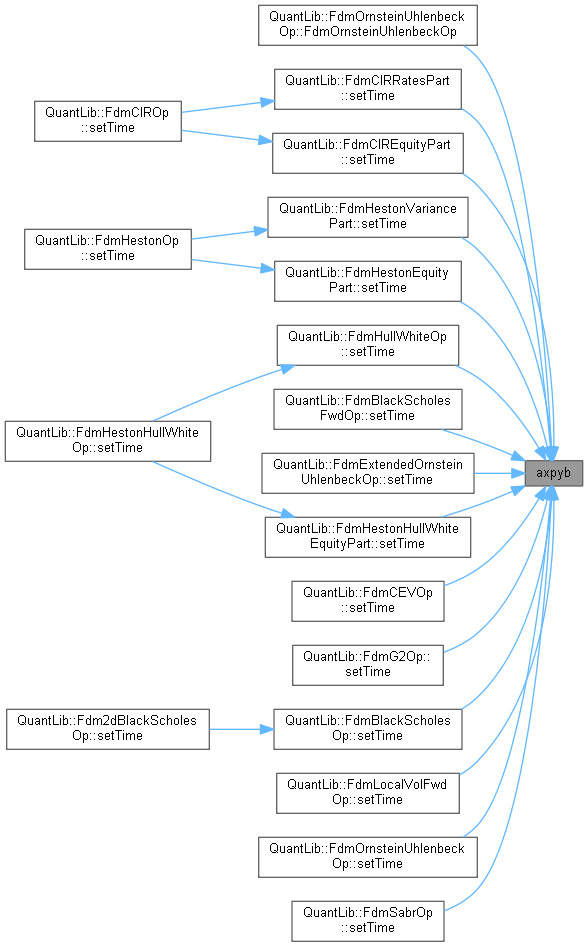 QuantLib::FdmOrnsteinUhlenbeck
Op::FdmOrnsteinUhlenbeckOp
QuantLib::FdmCIRRatesPart
::setTime
QuantLib::FdmCIROp
::setTime
QuantLib::FdmCIREquityPart
::setTime
QuantLib::FdmHestonVariance
Part::setTime
QuantLib::FdmHestonOp
::setTime
QuantLib::FdmHestonEquity
Part::setTime
QuantLib::FdmHullWhiteOp
::setTime
QuantLib::FdmBlackScholes
FwdOp::setTime
QuantLib::FdmHestonHullWhite
Op::setTime
QuantLib::FdmExtendedOrnstein
UhlenbeckOp::setTime
axpyb
QuantLib::FdmHestonHullWhite
EquityPart::setTime
QuantLib::FdmCEVOp
::setTime
QuantLib::FdmG2Op::
setTime
QuantLib::Fdm2dBlackScholes
Op::setTime
QuantLib::FdmBlackScholes
Op::setTime
QuantLib::FdmLocalVolFwd
Op::setTime
QuantLib::FdmOrnsteinUhlenbeck
Op::setTime
QuantLib::FdmSabrOp
::setTime